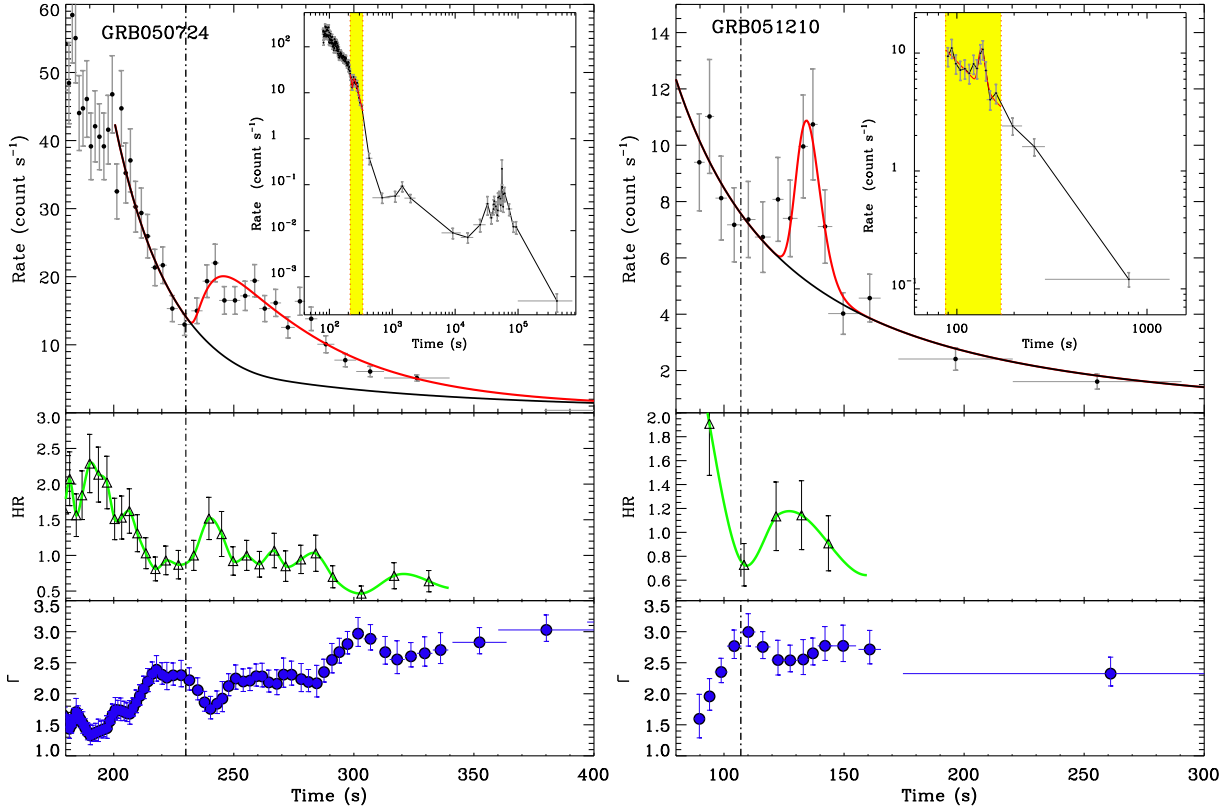 GRB050724
Rate (count s⁻¹)
60
50
40
30
20
10
Rate (count s⁻¹)
10²
10
1
10⁻¹
10⁻²
10⁻³
10² 10³ 10⁴ 10⁵
Time (s)
HR
3.0
2.5
2.0
1.5
1.0
0.5
Γ
3.5
3.0
2.5
2.0
1.5
1.0
200 250 300 350 400
Time (s)
GRB051210
Rate (count s⁻¹)
14
12
10
8
6
4
2
Rate (count s⁻¹)
10
1
10⁻¹
100 1000
Time (s)
HR
2.0
1.8
1.6
1.4
1.2
1.0
0.8
0.6
Γ
3.5
3.0
2.5
2.0
1.5
1.0
100 150 200 250 300
Time (s)